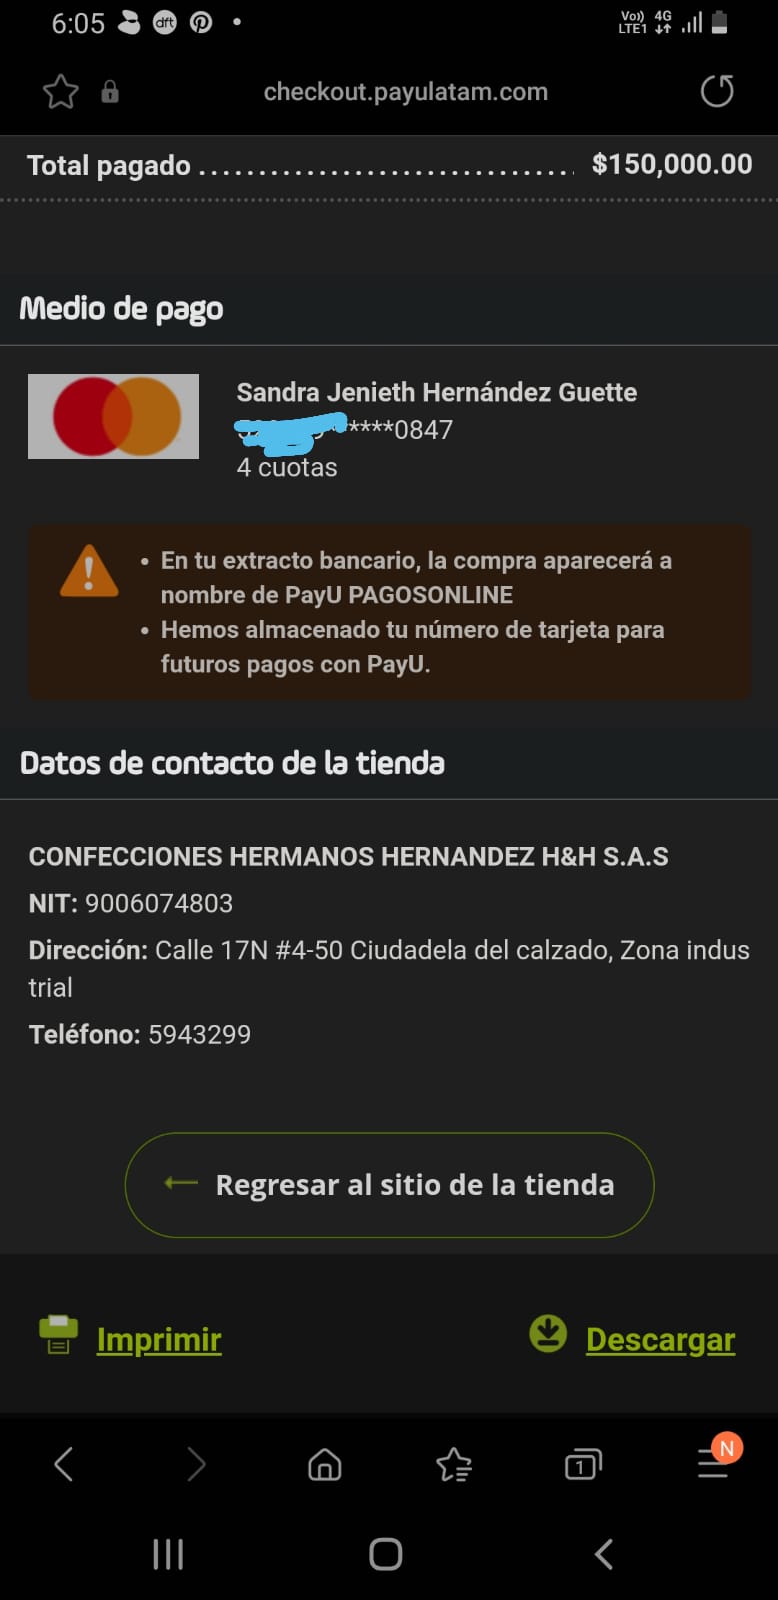 6:05 dft Vo)) 4G
LTE1
checkout.payulatam.com
Total pagado .............................. $150,000.00
Medio de pago
Sandra Jenieth Hernández Guette
****0847
4 cuotas
• En tu extracto bancario, la compra aparecerá a
nombre de PayU PAGOSONLINE
• Hemos almacenado tu número de tarjeta para
futuros pagos con PayU.
Datos de contacto de la tienda
CONFECCIONES HERMANOS HERNANDEZ H&H S.A.S
NIT: 9006074803
Dirección: Calle 17N #4-50 Ciudadela del calzado, Zona indus
trial
Teléfono: 5943299
Regresar al sitio de la tienda
Imprimir Descargar
1 N